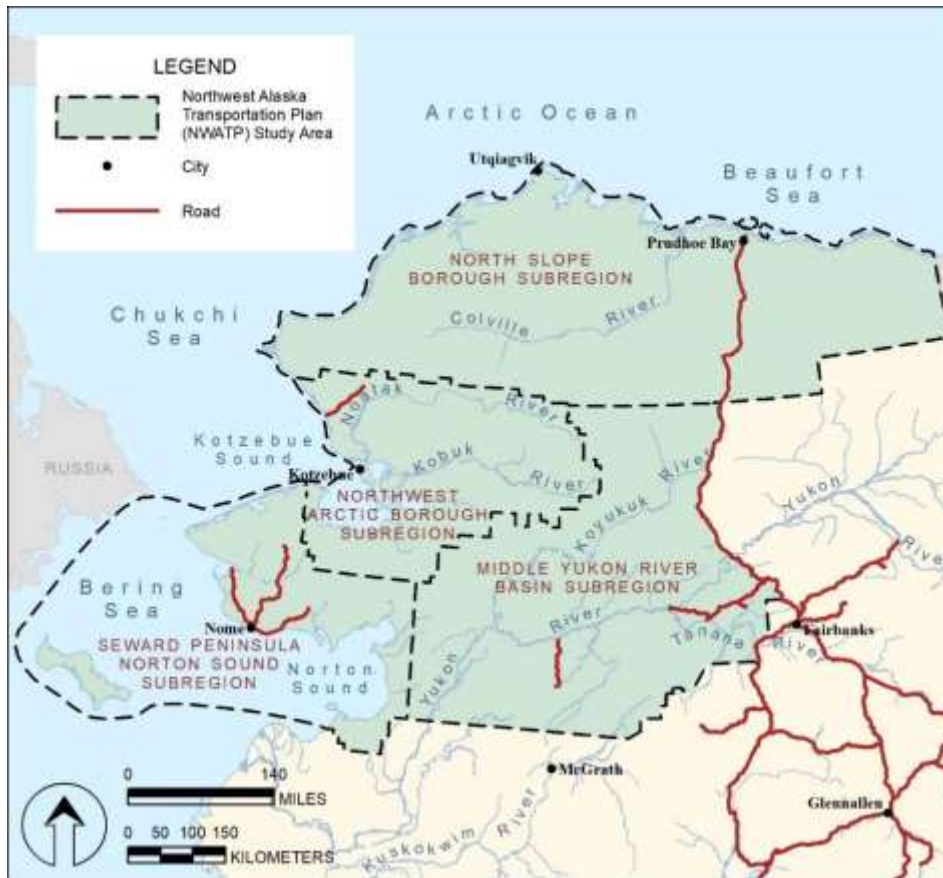 LEGEND
Northwest Alaska
Transportation Plan
(NWATP) Study Area
City
Road
Arctic Ocean
Utqiagvik
Beaufort
Sea
Prudhoe Bay
NORTH SLOPE
BOROUGH SUBREGION
Colville River
Chukchi
Sea
Noatak River
Kotzebue
Sound
RUSSIA
Kotzebue
Kobuk River
NORTHWEST
ARCTIC BOROUGH
SUBREGION
Koyukuk River
Yukon River
MIDDLE YUKON RIVER
BASIN SUBREGION
Bering
Sea
Nome
SEWARD PENINSULA
NORTON SOUND
SUBREGION
Norton
Sound
Yukon River
Tanana River
Fairbanks
McGrath
Glennallen
Kuskokwim River
0 140
MILES
0 50 100 150
KILOMETERS